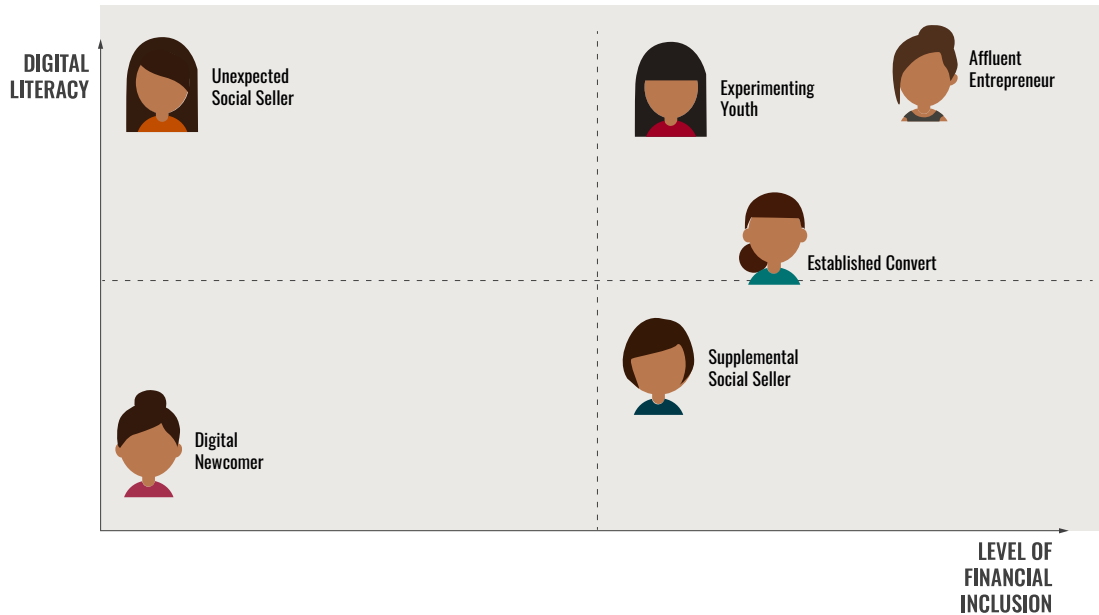 DIGITAL
LITERACY
Unexpected
Social Seller
Experimenting
Youth
Affluent
Entrepreneur
Established Convert
Supplemental
Social Seller
Digital
Newcomer
LEVEL OF
FINANCIAL
INCLUSION